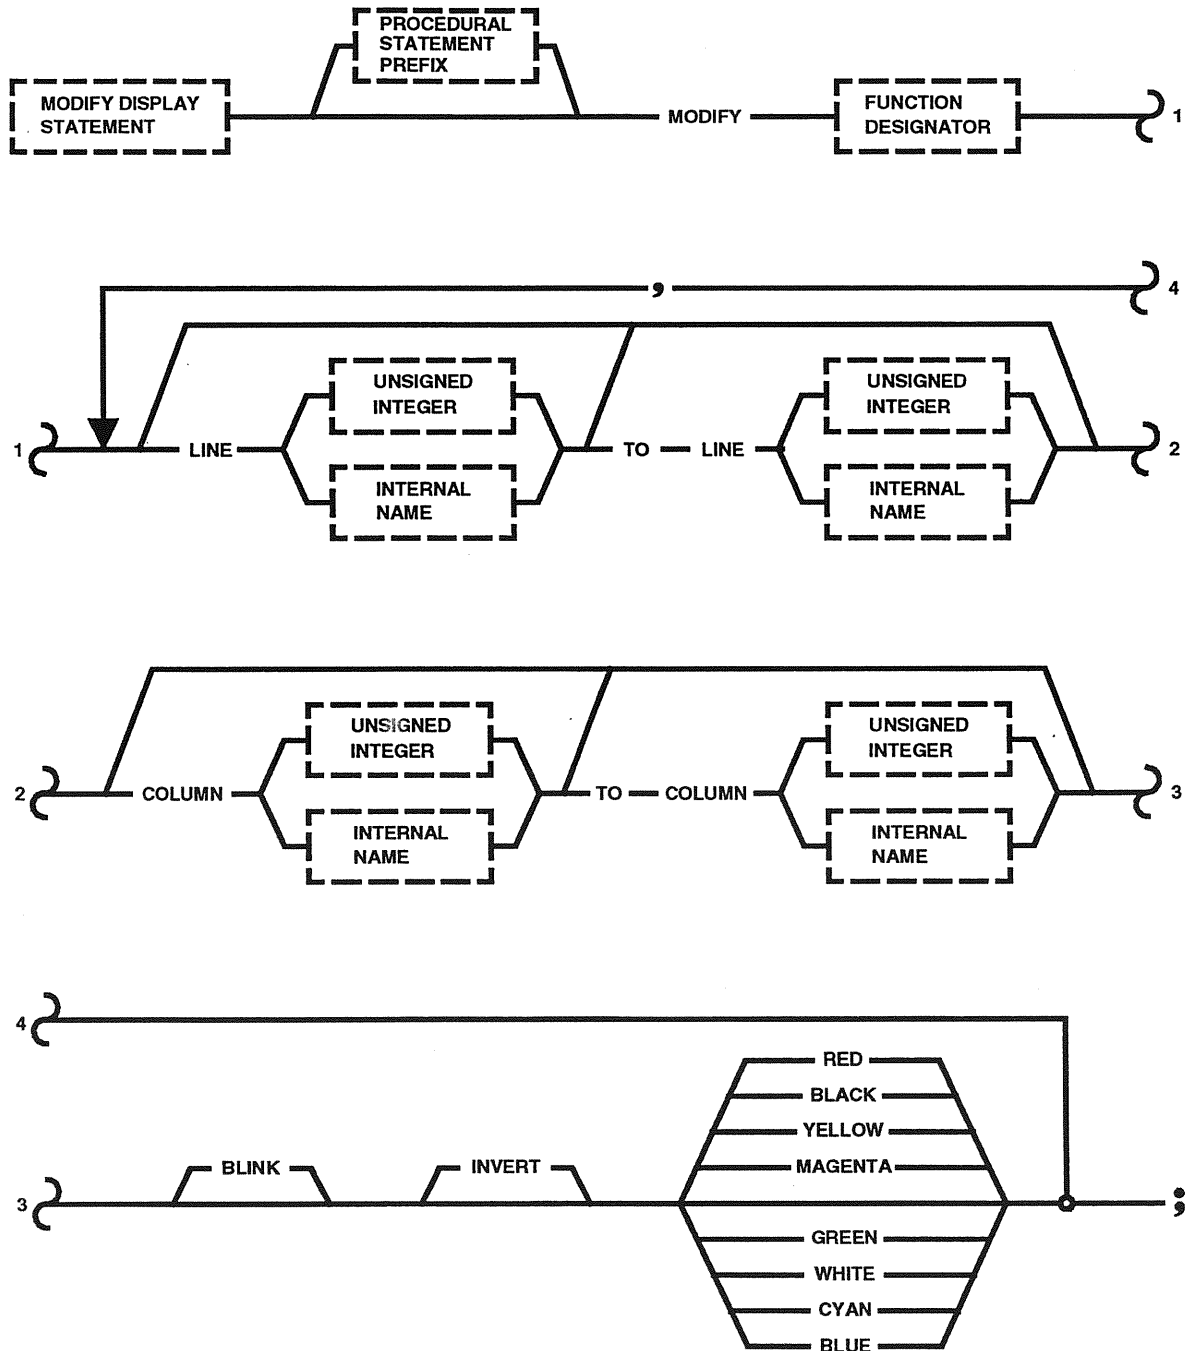 PROCEDURAL
STATEMENT
PREFIX
MODIFY DISPLAY
STATEMENT
MODIFY
FUNCTION
DESIGNATOR
1
,
4
UNSIGNED
INTEGER
UNSIGNED
INTEGER
1
LINE
TO
LINE
2
INTERNAL
NAME
INTERNAL
NAME
UNSIGNED
INTEGER
UNSIGNED
INTEGER
2
COLUMN
TO
COLUMN
3
INTERNAL
NAME
INTERNAL
NAME
4
RED
BLACK
YELLOW
MAGENTA
BLINK
INVERT
3
;
GREEN
WHITE
CYAN
BLUE